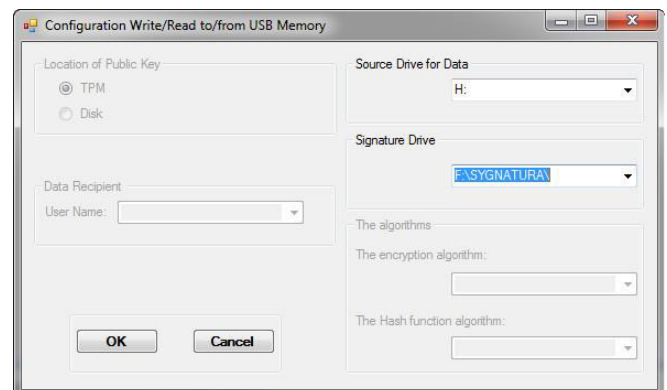 Configuration Write/Read to/from USB Memory
Location of Public Key
TPM
Disk
Data Recipient
User Name:
OK
Cancel
Source Drive for Data
H:
Signature Drive
F:\SYGNATURA\
The algorithms
The encryption algorithm:
The Hash function algorithm: